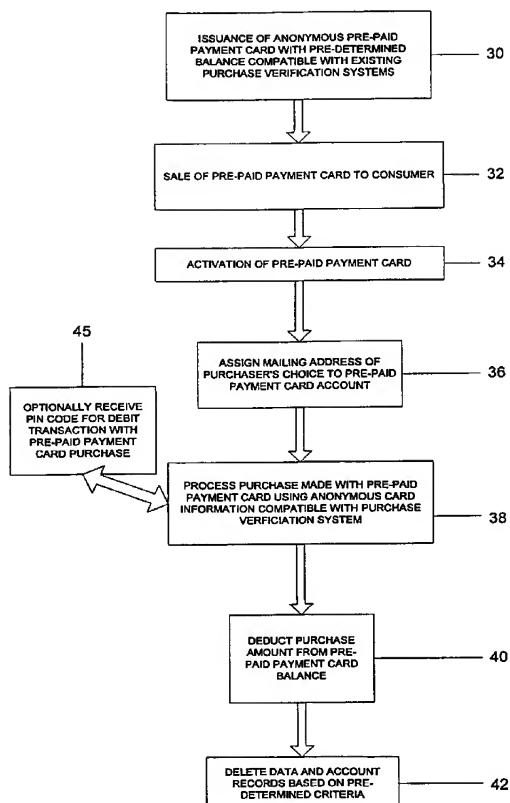 ISSUANCE OF ANONYMOUS PRE-PAID
PAYMENT CARD WITH PRE-DETERMINED
BALANCE COMPATIBLE WITH EXISTING
PURCHASE VERIFICATION SYSTEMS
30
SALE OF PRE-PAID PAYMENT CARD TO CONSUMER
32
ACTIVATION OF PRE-PAID PAYMENT CARD
34
ASSIGN MAILING ADDRESS OF
PURCHASER'S CHOICE TO PRE-PAID
PAYMENT CARD ACCOUNT
36
45
OPTIONALLY RECEIVE
PIN CODE FOR DEBIT
TRANSACTION WITH
PRE-PAID PAYMENT
CARD PURCHASE
PROCESS PURCHASE MADE WITH PRE-PAID
PAYMENT CARD USING ANONYMOUS CARD
INFORMATION COMPATIBLE WITH PURCHASE
VERFICIATION SYSTEM
38
DEDUCT PURCHASE
AMOUNT FROM PRE-
PAID PAYMENT CARD
BALANCE
40
DELETE DATA AND ACCOUNT
RECORDS BASED ON PRE-
DETERMINED CRITERIA
42